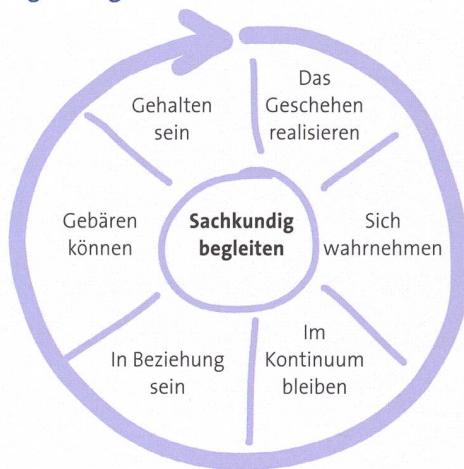 Das
Geschehen
realisieren
Sich
wahrnehmen
Im
Kontinuum
bleiben
In Beziehung
sein
Gebären
können
Gehalten
sein
Sachkundig
begleiten